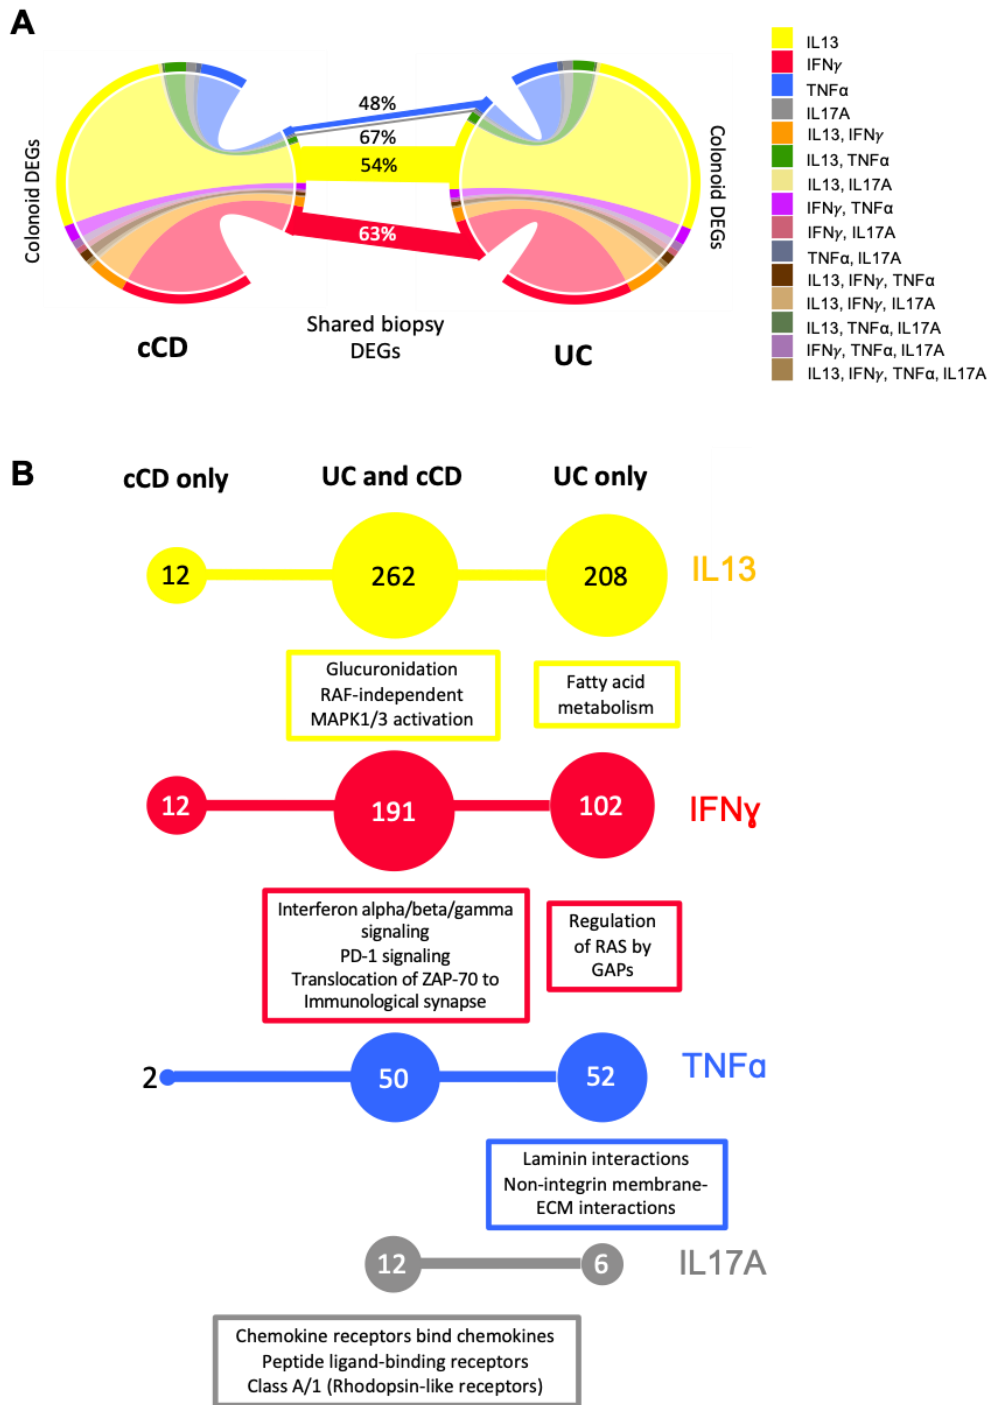 A
Colonoid DEGs
48%
67%
54%
63%
Colonoid DEGs
cCD
Shared biopsy
DEGs
UC
IL13
IFNγ
TNFα
IL17A
IL13, IFNγ
IL13, TNFα
IL13, IL17A
IFNγ, TNFα
IFNγ, IL17A
TNFα, IL17A
IL13, IFNγ, TNFα
IL13, IFNγ, IL17A
IL13, TNFα, IL17A
IFNγ, TNFα, IL17A
IL13, IFNγ, TNFα, IL17A
B
cCD only
UC and cCD
UC only
12
262
208
IL13
Glucuronidation
RAF-independent
MAPK1/3 activation
Fatty acid
metabolism
12
191
102
IFNɣ
Interferon alpha/beta/gamma
signaling
PD-1 signaling
Translocation of ZAP-70 to
Immunological synapse
Regulation
of RAS by
GAPs
2
50
52
TNFα
Laminin interactions
Non-integrin membrane-
ECM interactions
12
6
IL17A
Chemokine receptors bind chemokines
Peptide ligand-binding receptors
Class A/1 (Rhodopsin-like receptors)